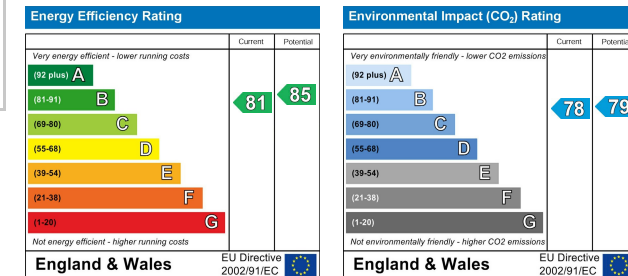 Energy Efficiency Rating
Current Potential
Very energy efficient - lower running costs
(92 plus) A
(81-91) B
(69-80) C
(55-68) D
(39-54) E
(21-38) F
(1-20) G
81 85
Not energy efficient - higher running costs
England & Wales
EU Directive
2002/91/EC
Environmental Impact (CO₂) Rating
Current Potential
Very environmentally friendly - lower CO2 emissions
(92 plus) A
(81-91) B
(69-80) C
(55-68) D
(39-54) E
(21-38) F
(1-20) G
78 79
Not environmentally friendly - higher CO2 emissions
England & Wales
EU Directive
2002/91/EC